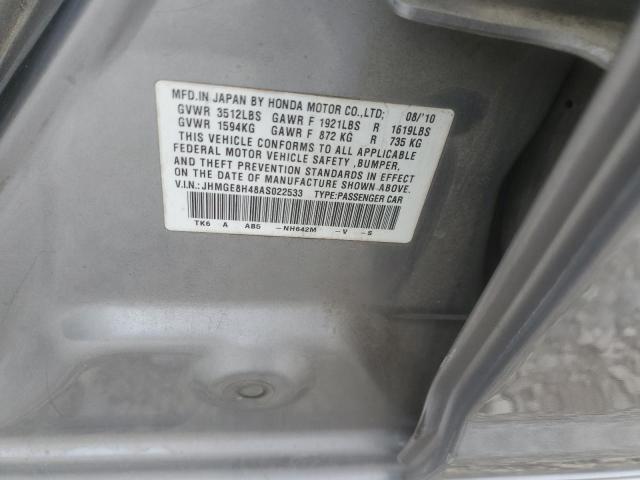 MFD.IN JAPAN BY HONDA MOTOR CO.,LTD; 08/'10
GVWR 3512LBS GAWR F 1921LBS R 1619LBS
GVWR 1594KG GAWR F 872 KG R 735 KG
THIS VEHICLE CONFORMS TO ALL APPLICABLE
FEDERAL MOTOR VEHICLE SAFETY ,BUMPER,
AND THEFT PREVENTION STANDARDS IN EFFECT
ON THE DATE OF MANUFACTURE SHOWN ABOVE.
V.I.N.: JHMGE8H48AS022533 TYPE:PASSENGER CAR
TK6 A AB5 -NH642M -V -S